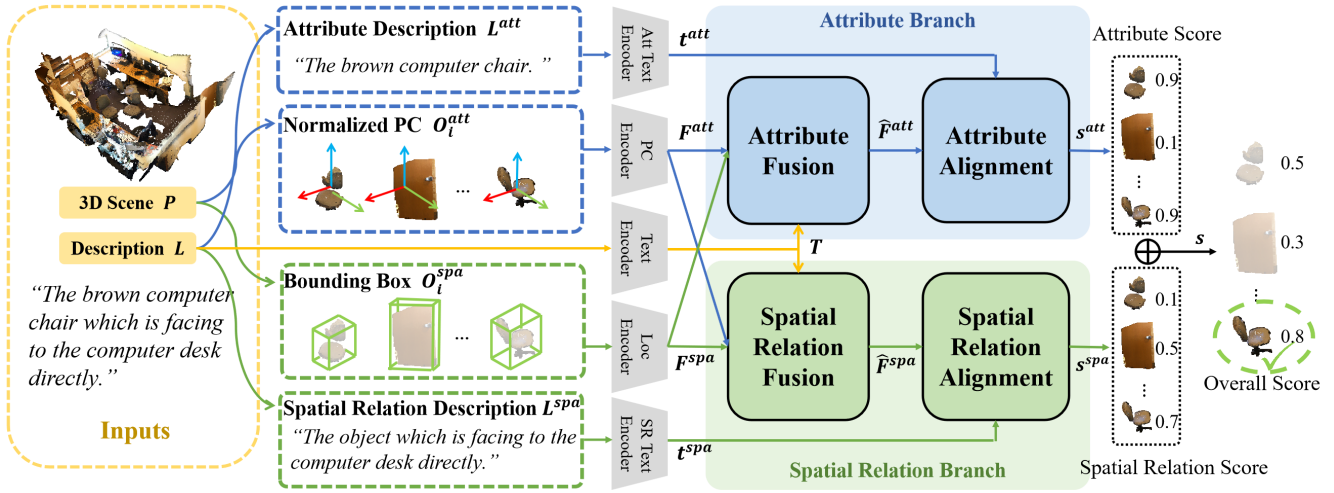 3D Scene P
Description L
“The brown computer
chair which is facing
to the computer desk
directly.”
Inputs
Attribute Description L^att
“The brown computer chair. ”
Normalized PC O_i^att
...
Bounding Box O_i^spa
...
Spatial Relation Description L^spa
“The object which is facing to the
computer desk directly.”
Att Text
Encoder
PC
Encoder
Text
Encoder
Loc
Encoder
SR Text
Encoder
t^att
F^att
T
F^spa
t^spa
Attribute Branch
Attribute
Fusion
F̂^att
Attribute
Alignment
s^att
Spatial
Relation
Fusion
F̂^spa
Spatial
Relation
Alignment
s^spa
Spatial Relation Branch
Attribute Score
0.9
0.1
...
0.9
s
0.1
0.5
...
0.7
Spatial Relation Score
0.5
0.3
...
0.8
Overall Score